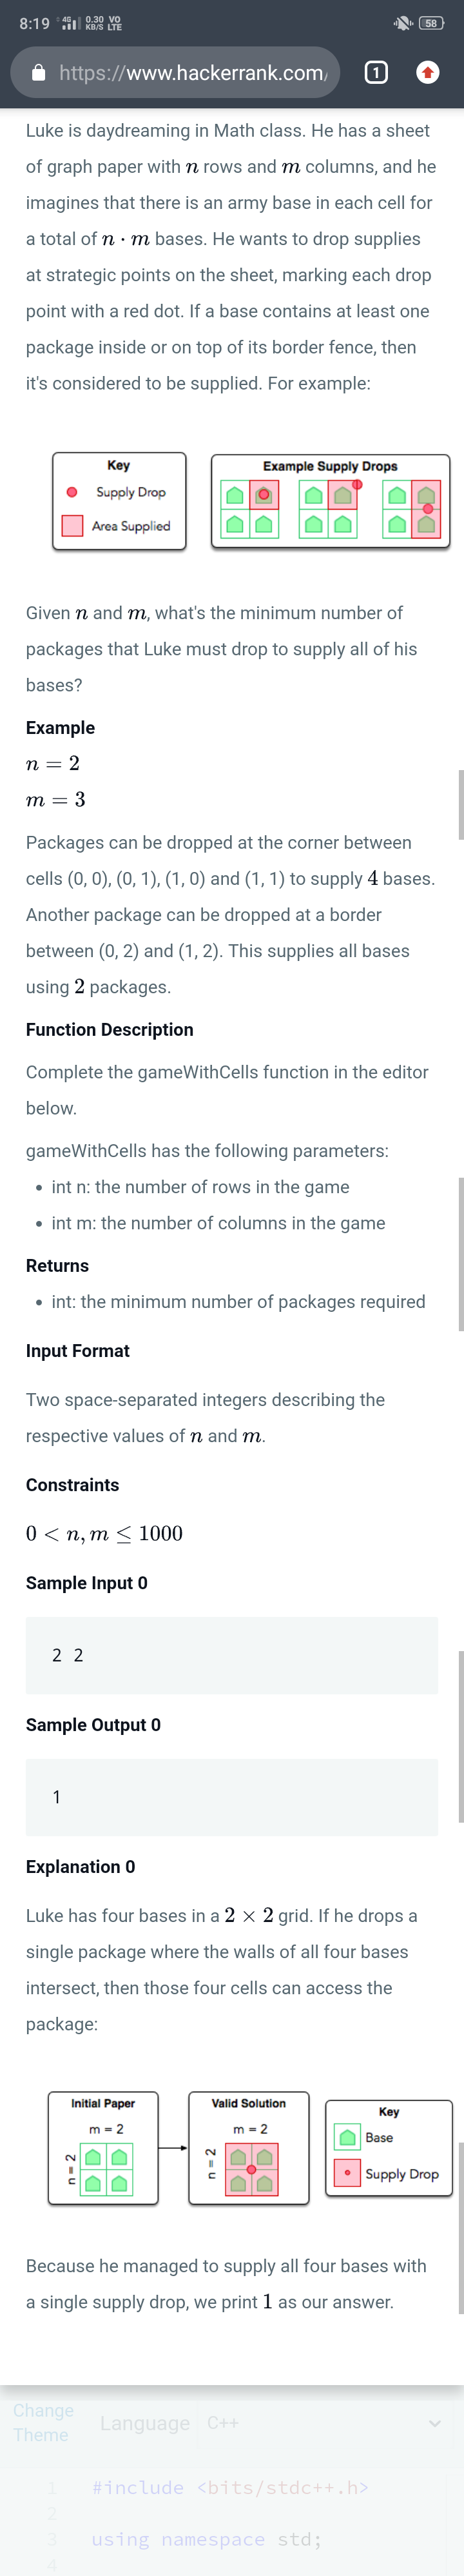 8:19 4G 0.30 KB/S VO LTE 58
https://www.hackerrank.com/ 1
Luke is daydreaming in Math class. He has a sheet
of graph paper with n rows and m columns, and he
imagines that there is an army base in each cell for
a total of n · m bases. He wants to drop supplies
at strategic points on the sheet, marking each drop
point with a red dot. If a base contains at least one
package inside or on top of its border fence, then
it's considered to be supplied. For example:
Key
Supply Drop
Area Supplied
Example Supply Drops
Given n and m, what's the minimum number of
packages that Luke must drop to supply all of his
bases?
Example
n = 2
m = 3
Packages can be dropped at the corner between
cells (0, 0), (0, 1), (1, 0) and (1, 1) to supply 4 bases.
Another package can be dropped at a border
between (0, 2) and (1, 2). This supplies all bases
using 2 packages.
Function Description
Complete the gameWithCells function in the editor
below.
gameWithCells has the following parameters:
• int n: the number of rows in the game
• int m: the number of columns in the game
Returns
• int: the minimum number of packages required
Input Format
Two space-separated integers describing the
respective values of n and m.
Constraints
0 < n, m ≤ 1000
Sample Input 0
2 2
Sample Output 0
1
Explanation 0
Luke has four bases in a 2 × 2 grid. If he drops a
single package where the walls of all four bases
intersect, then those four cells can access the
package:
Initial Paper
m = 2
n = 2
Valid Solution
m = 2
n = 2
Key
Base
Supply Drop
Because he managed to supply all four bases with
a single supply drop, we print 1 as our answer.
Change
Theme
Language C++
1 #include <bits/stdc++.h>
2
3 using namespace std;
4